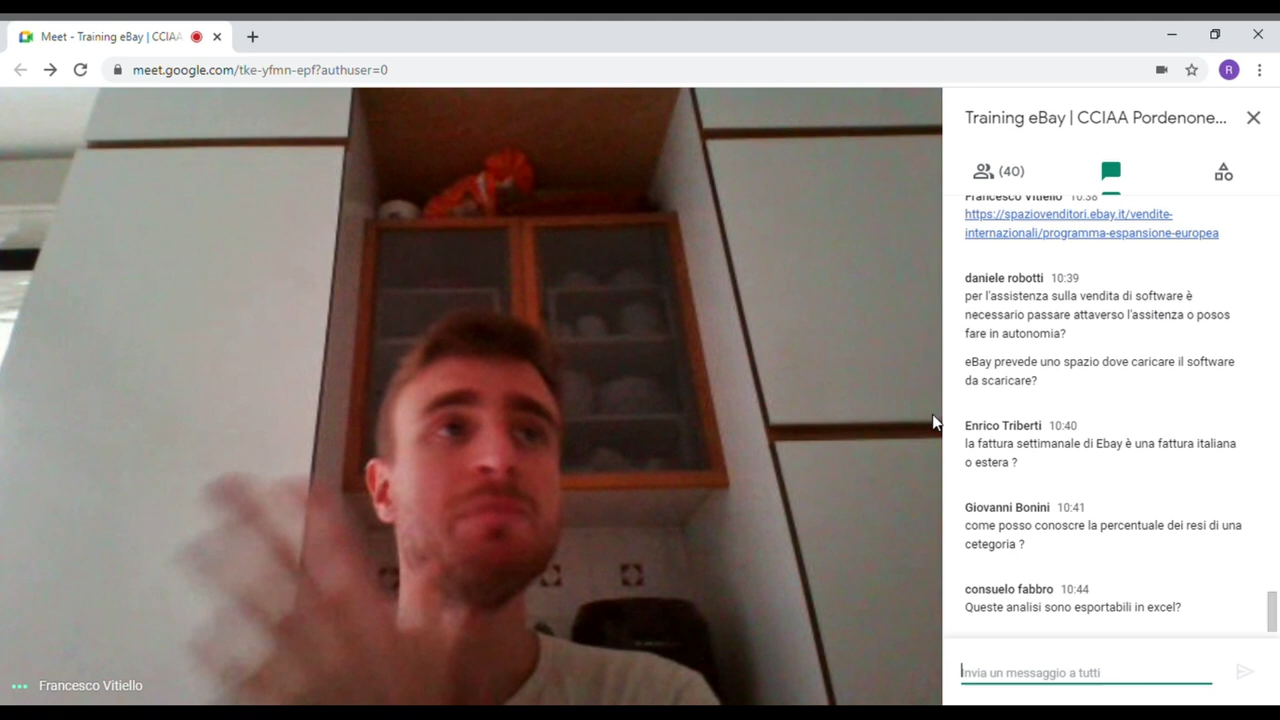 Meet - Training eBay | CCIAA
meet.google.com/tke-yfmn-epf?authuser=0
R
Training eBay | CCIAA Pordenone...
(40)
Francesco Vitiello 10:38
https://spaziovenditori.ebay.it/vendite-
internazionali/programma-espansione-europea
daniele robotti 10:39
per l'assistenza sulla vendita di software è
necessario passare attaverso l'assitenza o posos
fare in autonomia?
eBay prevede uno spazio dove caricare il software
da scaricare?
Enrico Triberti 10:40
la fattura settimanale di Ebay è una fattura italiana
o estera ?
Giovanni Bonini 10:41
come posso conoscre la percentuale dei resi di una
cetegoria ?
consuelo fabbro 10:44
Queste analisi sono esportabili in excel?
Invia un messaggio a tutti
Francesco Vitiello